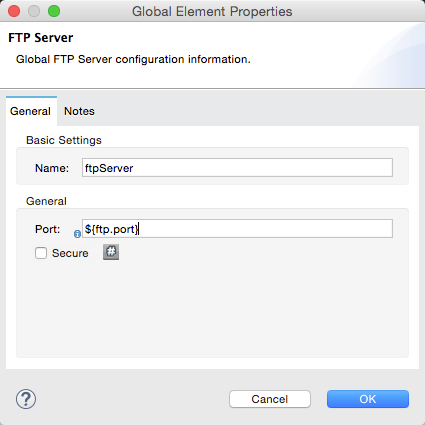 Global Element Properties
FTP Server
Global FTP Server configuration information.
General Notes
Basic Settings
Name: ftpServer
General
Port: i ${ftp.port}
Secure #
? Cancel OK